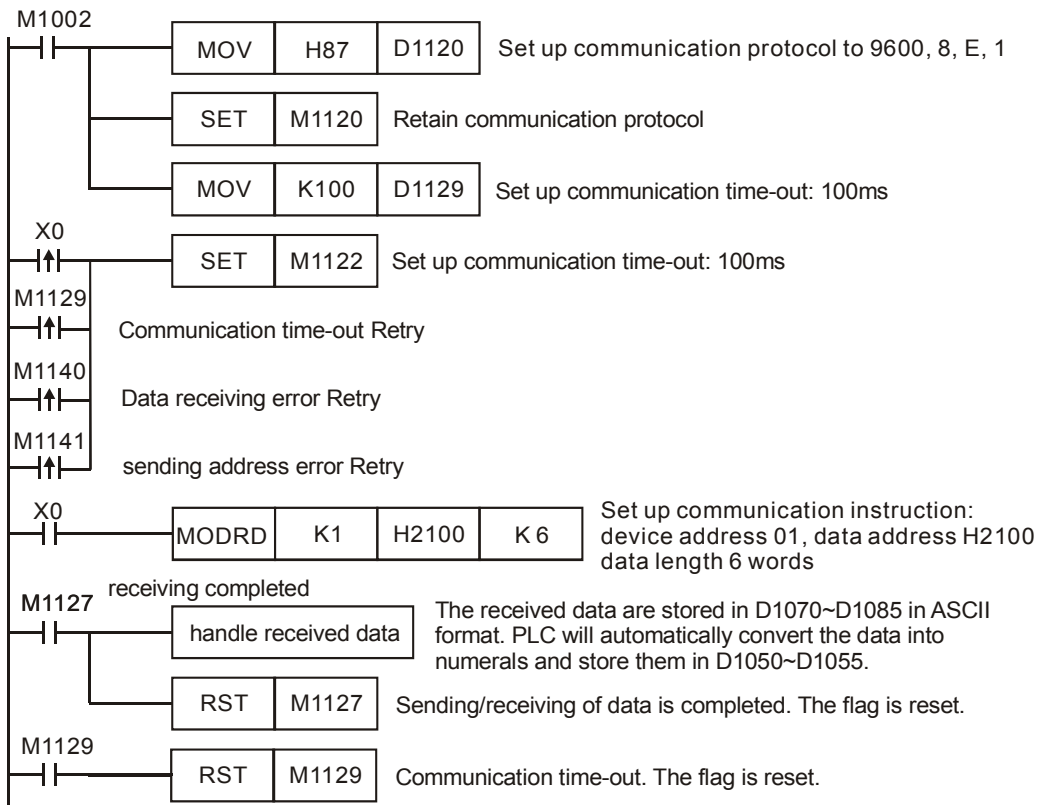 M1002
MOV H87 D1120 Set up communication protocol to 9600, 8, E, 1
SET M1120 Retain communication protocol
MOV K100 D1129 Set up communication time-out: 100ms
X0
SET M1122 Set up communication time-out: 100ms
M1129
Communication time-out Retry
M1140
Data receiving error Retry
M1141
sending address error Retry
X0
MODRD K1 H2100 K 6
Set up communication instruction:
device address 01, data address H2100
data length 6 words
receiving completed
M1127
handle received data
The received data are stored in D1070~D1085 in ASCII
format. PLC will automatically convert the data into
numerals and store them in D1050~D1055.
RST M1127 Sending/receiving of data is completed. The flag is reset.
M1129
RST M1129 Communication time-out. The flag is reset.